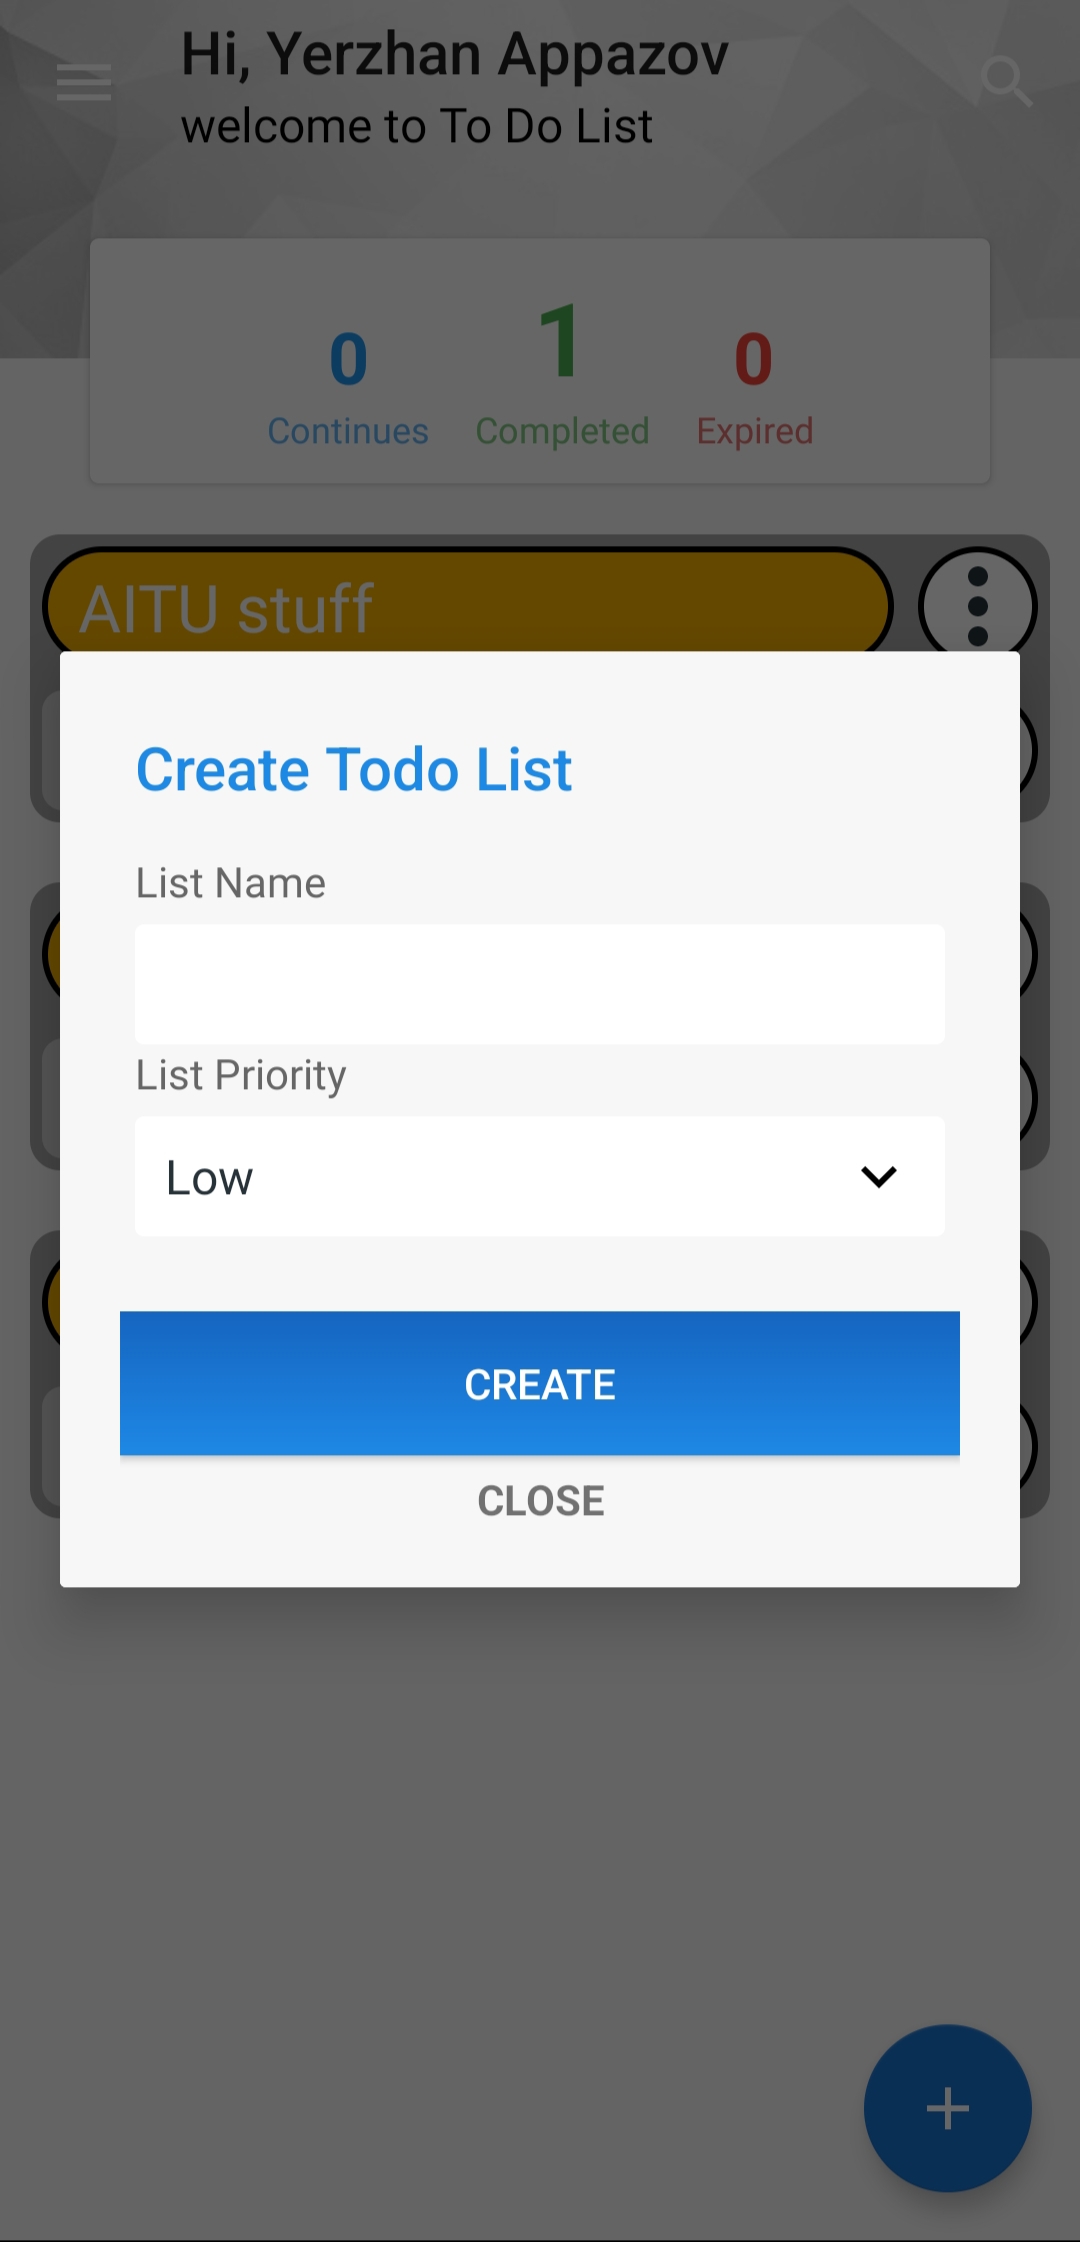 Hi, Yerzhan Appazov
welcome to To Do List
0
1
0
Continues
Completed
Expired
AITU stuff
Create Todo List
List Name
List Priority
Low
CREATE
CLOSE